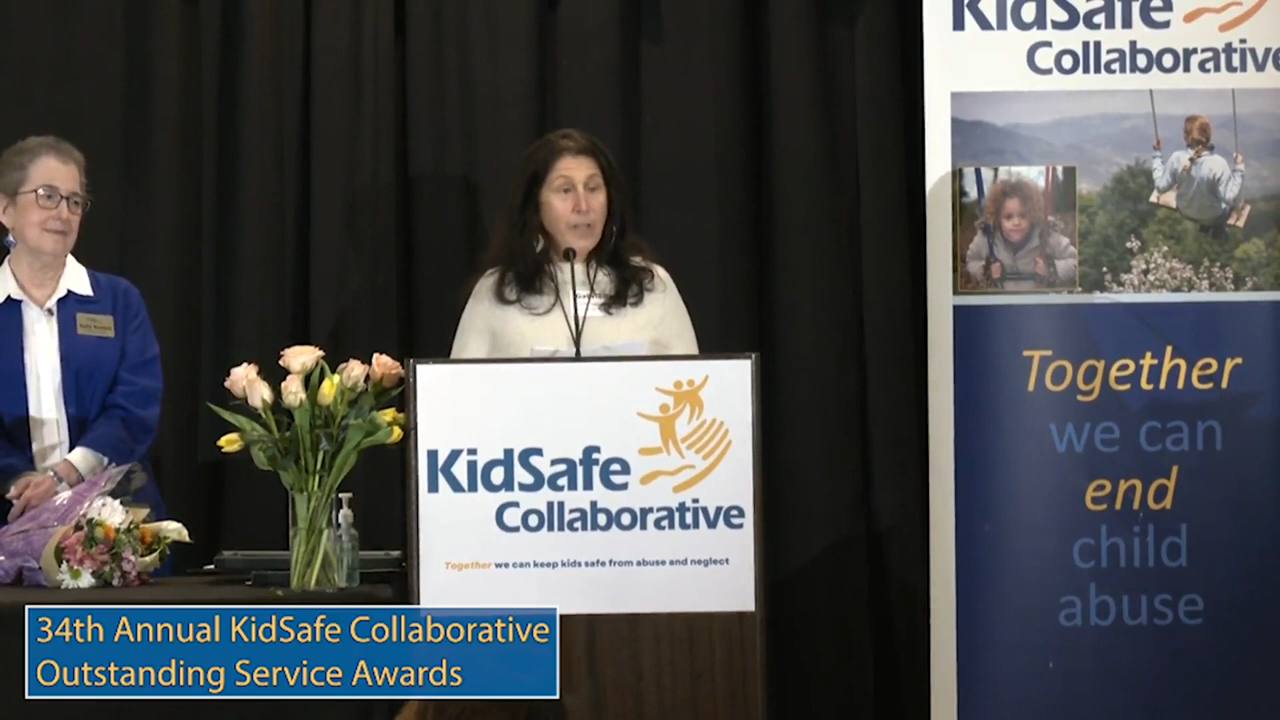 KidSafe
Collaborative
KidSafe
Collaborative
Together we can keep kids safe from abuse and neglect
Together
we can
end
child
abuse
34th Annual KidSafe Collaborative
Outstanding Service Awards